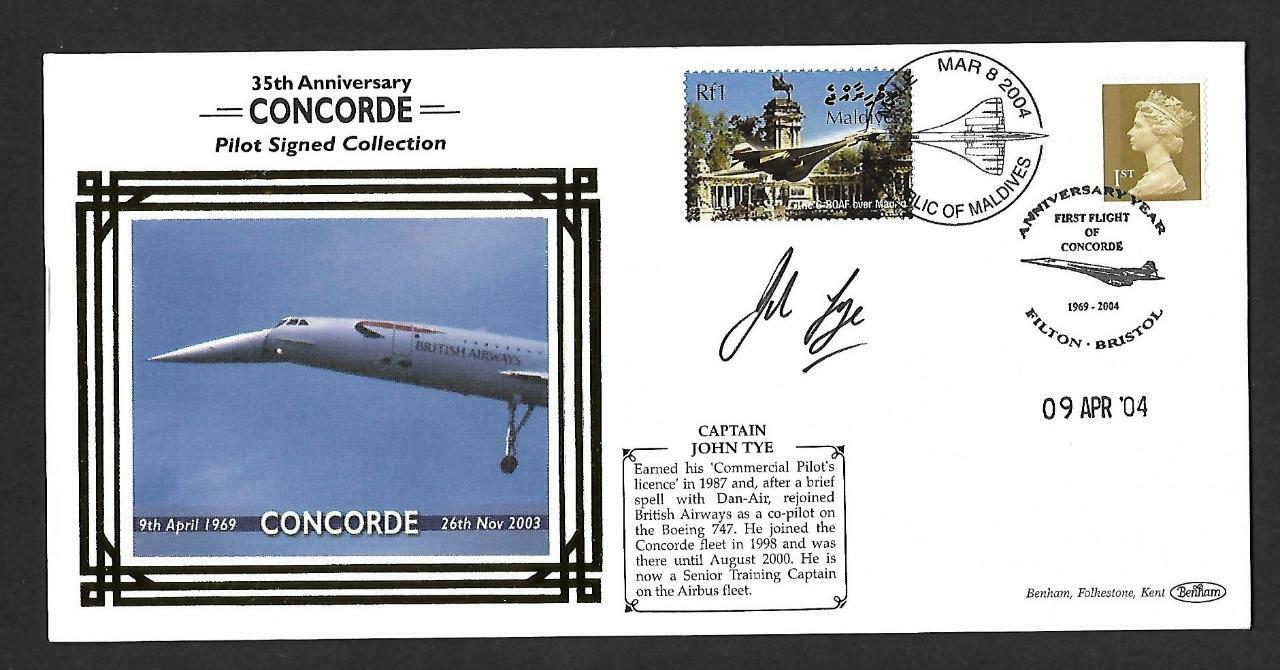 35th Anniversary
CONCORDE
Pilot Signed Collection
BRITISH AIRWAYS
9th April 1969 CONCORDE 26th Nov 2003
Rf1
ދިވެހިރާއްޖެ
Maldives
G-BOAF over
MAR 8 2004
LIC OF MALDIVES
1ST
ANNIVERSARY YEAR
FIRST FLIGHT
OF
CONCORDE
1969 - 2004
FILTON · BRISTOL
09 APR '04
John Tye
CAPTAIN
JOHN TYE
Earned his 'Commercial Pilot's
licence' in 1987 and, after a brief
spell with Dan-Air, rejoined
British Airways as a co-pilot on
the Boeing 747. He joined the
Concorde fleet in 1998 and was
there until August 2000. He is
now a Senior Training Captain
on the Airbus fleet.
Benham, Folkestone, Kent Benham